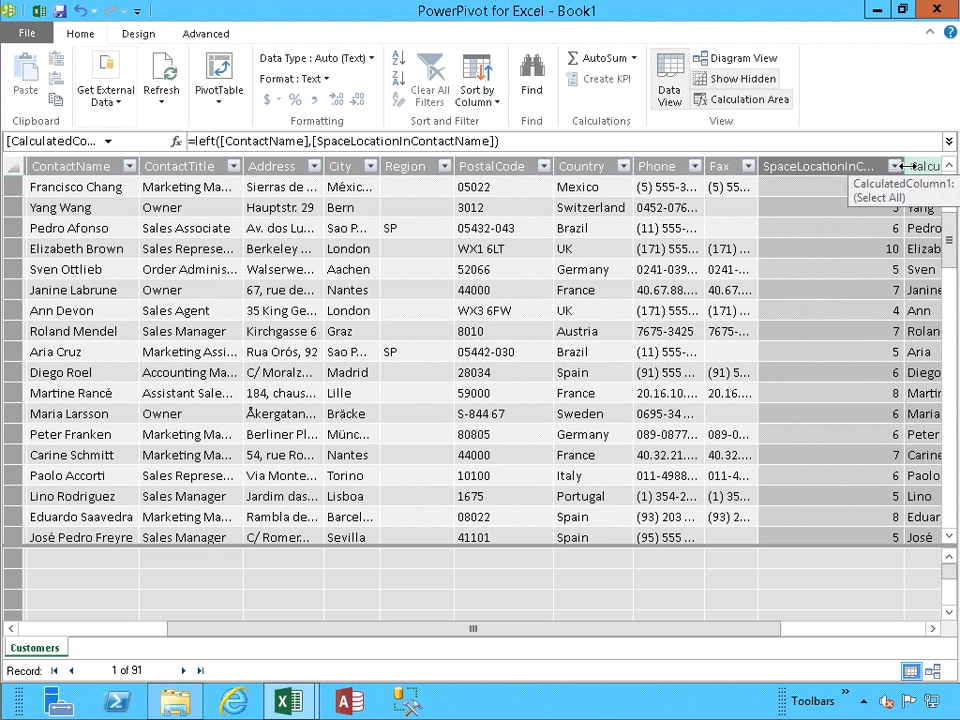 PowerPivot for Excel - Book1
File Home Design Advanced
Paste
Clipboard
Get External Data
Refresh
PivotTable
Data Type : Auto (Text)
Format : Text
$ % ,
Formatting
Clear All Filters
Sort by Column
Sort and Filter
Find
Find
AutoSum
Create KPI
Calculations
Data View
Diagram View
Show Hidden
Calculation Area
View
[CalculatedCo... fx =left([ContactName],[SpaceLocationInContactName])
ContactName ContactTitle Address City Region PostalCode Country Phone Fax SpaceLocationInC... Calcu
CalculatedColumn1:
(Select All)
Francisco Chang Marketing Ma... Sierras de ... Méxic... 05022 Mexico (5) 555-3... (5) 55...
Yang Wang Owner Hauptstr. 29 Bern 3012 Switzerland 0452-076... 5 Yang
Pedro Afonso Sales Associate Av. dos Lu... Sao P... SP 05432-043 Brazil (11) 555-... 6 Pedro
Elizabeth Brown Sales Represe... Berkeley ... London WX1 6LT UK (171) 555... (171)... 10 Elizab
Sven Ottlieb Order Adminis... Walserwe... Aachen 52066 Germany 0241-039... 0241-... 5 Sven
Janine Labrune Owner 67, rue de... Nantes 44000 France 40.67.88.... 40.67... 7 Janine
Ann Devon Sales Agent 35 King Ge... London WX3 6FW UK (171) 555... (171)... 4 Ann
Roland Mendel Sales Manager Kirchgasse 6 Graz 8010 Austria 7675-3425 7675-... 7 Rolan
Aria Cruz Marketing Assi... Rua Orós, 92 Sao P... SP 05442-030 Brazil (11) 555-... 5 Aria
Diego Roel Accounting Ma... C/ Moralz... Madrid 28034 Spain (91) 555 ... (91) 5... 6 Diego
Martine Rancé Assistant Sale... 184, chaus... Lille 59000 France 20.16.10.... 20.16... 8 Martin
Maria Larsson Owner Åkergatan... Bräcke S-844 67 Sweden 0695-34 ... 6 Maria
Peter Franken Marketing Ma... Berliner Pl... Münc... 80805 Germany 089-0877... 089-0... 6 Peter
Carine Schmitt Marketing Ma... 54, rue Ro... Nantes 44000 France 40.32.21.... 40.32... 7 Carine
Paolo Accorti Sales Represe... Via Monte... Torino 10100 Italy 011-4988... 011-4... 6 Paolo
Lino Rodriguez Sales Manager Jardim das... Lisboa 1675 Portugal (1) 354-2... (1) 35... 5 Lino
Eduardo Saavedra Marketing Ma... Rambla de... Barcel... 08022 Spain (93) 203 ... (93) 2... 8 Eduar
José Pedro Freyre Sales Manager C/ Romer... Sevilla 41101 Spain (95) 555 ... 5 José
Customers
Record: 1 of 91
Toolbars